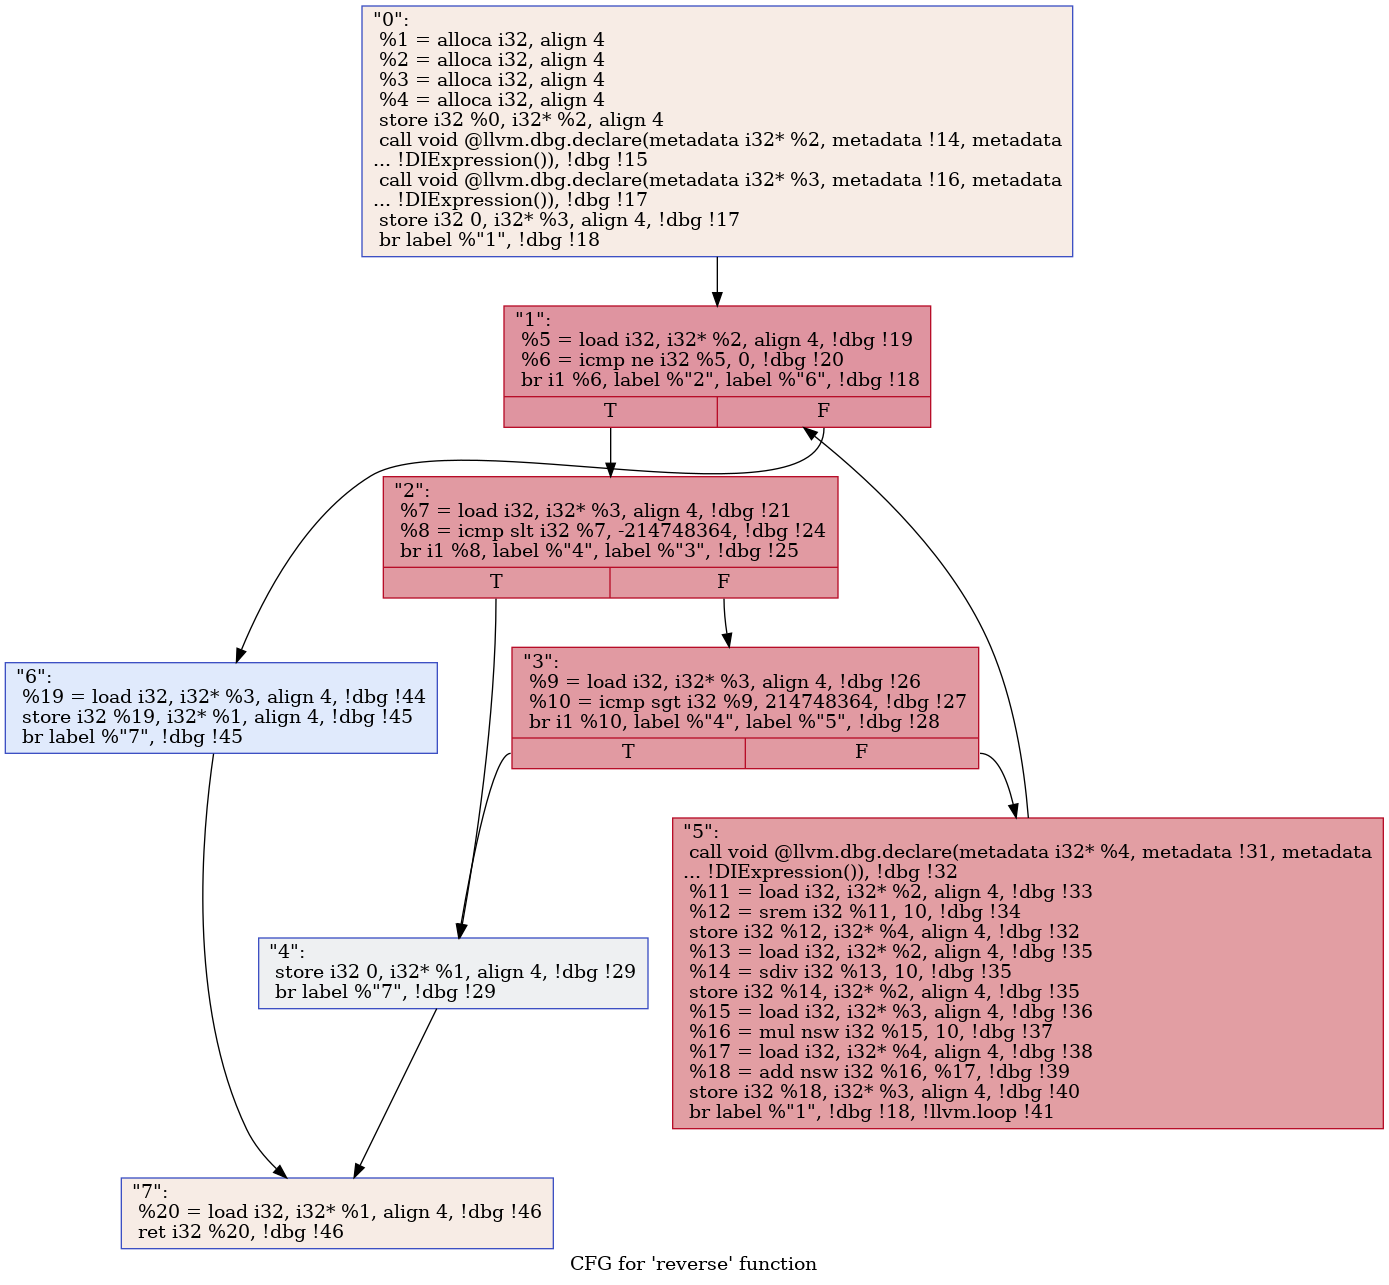 "0":
%1 = alloca i32, align 4
%2 = alloca i32, align 4
%3 = alloca i32, align 4
%4 = alloca i32, align 4
store i32 %0, i32* %2, align 4
call void @llvm.dbg.declare(metadata i32* %2, metadata !14, metadata
... !DIExpression()), !dbg !15
call void @llvm.dbg.declare(metadata i32* %3, metadata !16, metadata
... !DIExpression()), !dbg !17
store i32 0, i32* %3, align 4, !dbg !17
br label %"1", !dbg !18
"1":
%5 = load i32, i32* %2, align 4, !dbg !19
%6 = icmp ne i32 %5, 0, !dbg !20
br i1 %6, label %"2", label %"6", !dbg !18
T F
"2":
%7 = load i32, i32* %3, align 4, !dbg !21
%8 = icmp slt i32 %7, -214748364, !dbg !24
br i1 %8, label %"4", label %"3", !dbg !25
T F
"3":
%9 = load i32, i32* %3, align 4, !dbg !26
%10 = icmp sgt i32 %9, 214748364, !dbg !27
br i1 %10, label %"4", label %"5", !dbg !28
T F
"6":
%19 = load i32, i32* %3, align 4, !dbg !44
store i32 %19, i32* %1, align 4, !dbg !45
br label %"7", !dbg !45
"5":
call void @llvm.dbg.declare(metadata i32* %4, metadata !31, metadata
... !DIExpression()), !dbg !32
%11 = load i32, i32* %2, align 4, !dbg !33
%12 = srem i32 %11, 10, !dbg !34
store i32 %12, i32* %4, align 4, !dbg !32
%13 = load i32, i32* %2, align 4, !dbg !35
%14 = sdiv i32 %13, 10, !dbg !35
store i32 %14, i32* %2, align 4, !dbg !35
%15 = load i32, i32* %3, align 4, !dbg !36
%16 = mul nsw i32 %15, 10, !dbg !37
%17 = load i32, i32* %4, align 4, !dbg !38
%18 = add nsw i32 %16, %17, !dbg !39
store i32 %18, i32* %3, align 4, !dbg !40
br label %"1", !dbg !18, !llvm.loop !41
"4":
store i32 0, i32* %1, align 4, !dbg !29
br label %"7", !dbg !29
"7":
%20 = load i32, i32* %1, align 4, !dbg !46
ret i32 %20, !dbg !46
CFG for 'reverse' function